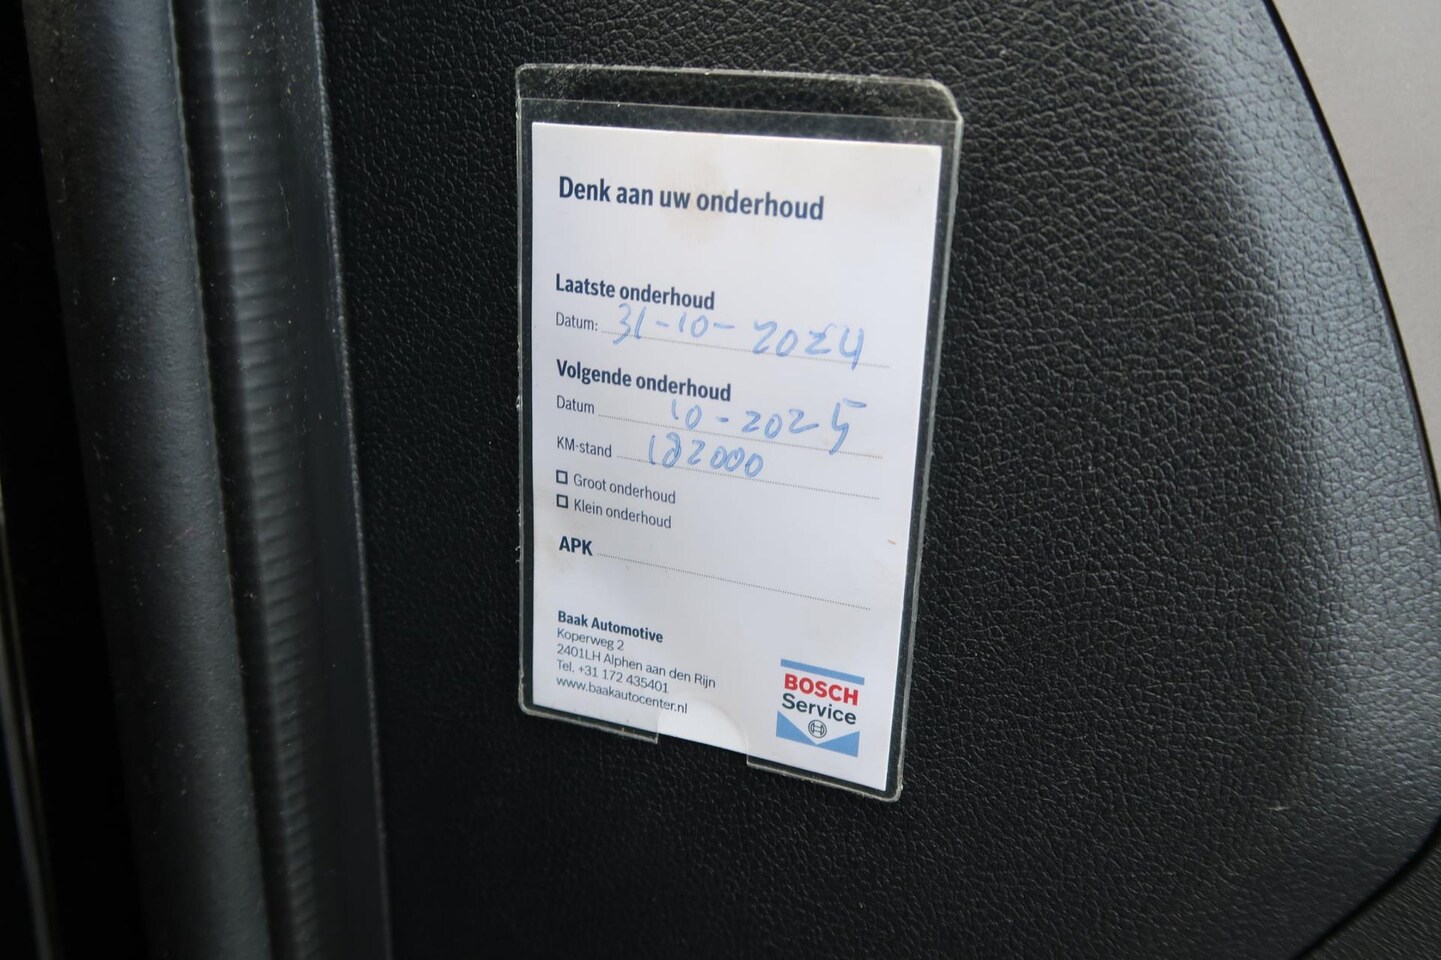 Denk aan uw onderhoud
Laatste onderhoud
Datum: 31-10-2024
Volgende onderhoud
Datum 10-2025
KM-stand 182000
Groot onderhoud
Klein onderhoud
APK
Baak Automotive
Koperweg 2
2401LH Alphen aan den Rijn
Tel. +31 172 435401
www.baakautocenter.nl
BOSCH
Service